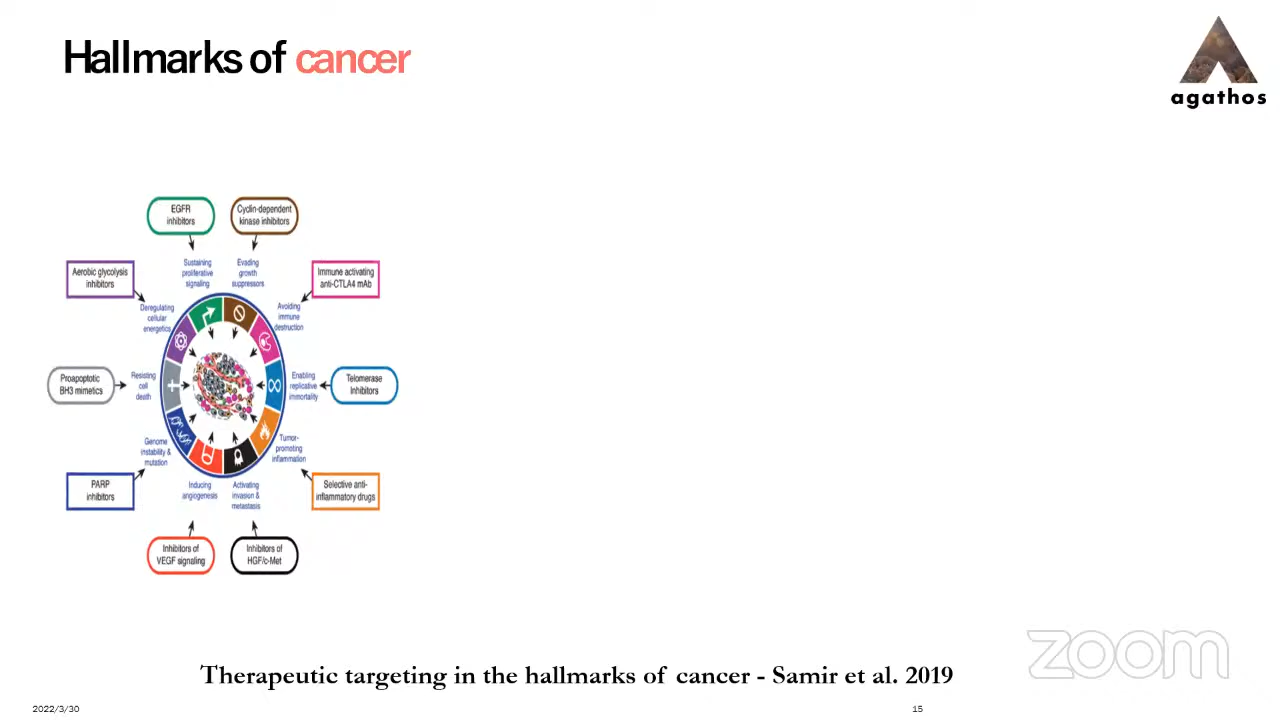 Hallmarks of cancer
agathos
EGFR
inhibitors
Cyclin-dependent
kinase inhibitors
Sustaining
proliferative
signaling
Evading
growth
suppressors
Aerobic glycolysis
inhibitors
Immune activating
anti-CTLA4 mAb
Deregulating
cellular
energetics
Avoiding
immune
destruction
Proapoptotic
BH3 mimetics
Resisting
cell
death
Enabling
replicative
immortality
Telomerase
Inhibitors
Genome
instability &
mutation
Tumor-
promoting
inflammation
PARP
inhibitors
Inducing
angiogenesis
Activating
invasion &
metastasis
Selective anti-
inflammatory drugs
Inhibitors of
VEGF signaling
Inhibitors of
HGF/c-Met
zoom
Therapeutic targeting in the hallmarks of cancer - Samir et al. 2019
2022/3/30
15